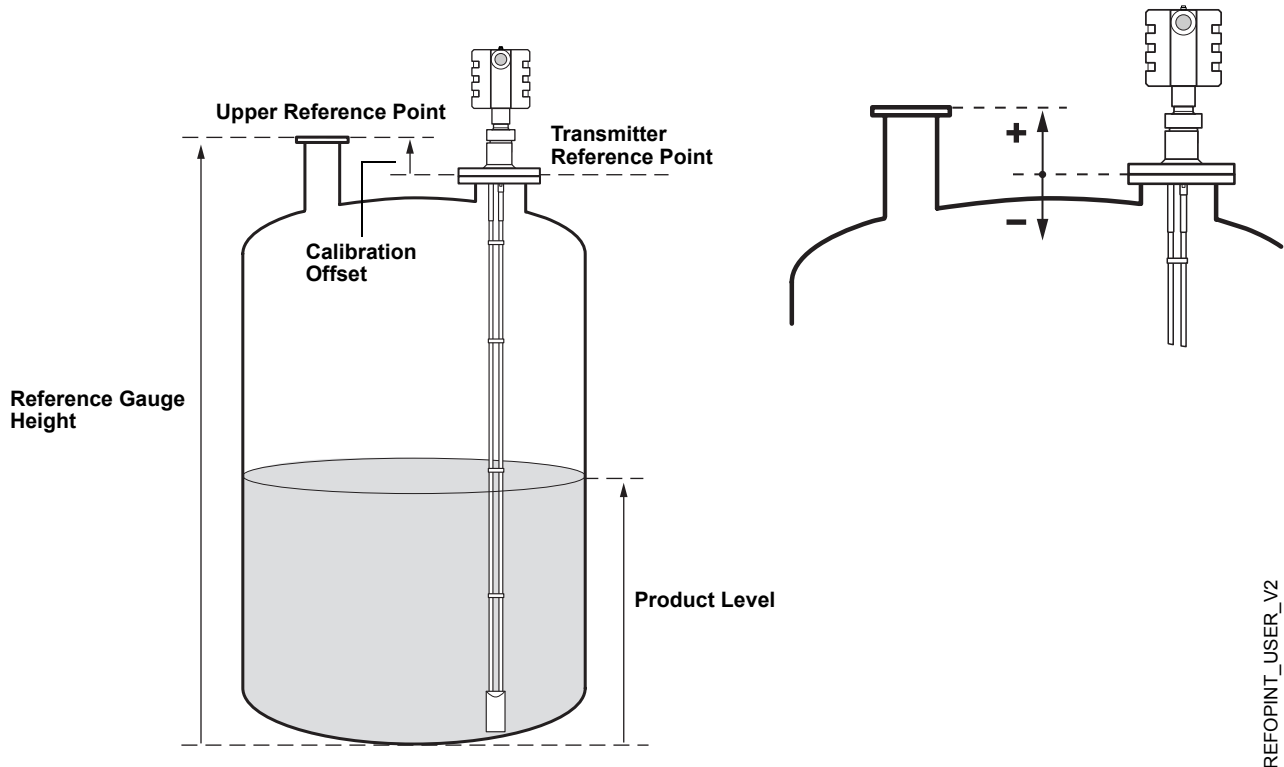 Upper Reference Point
Transmitter
Reference Point
Calibration
Offset
Reference Gauge
Height
Product Level
+
–
REFOPINT_USER_V2